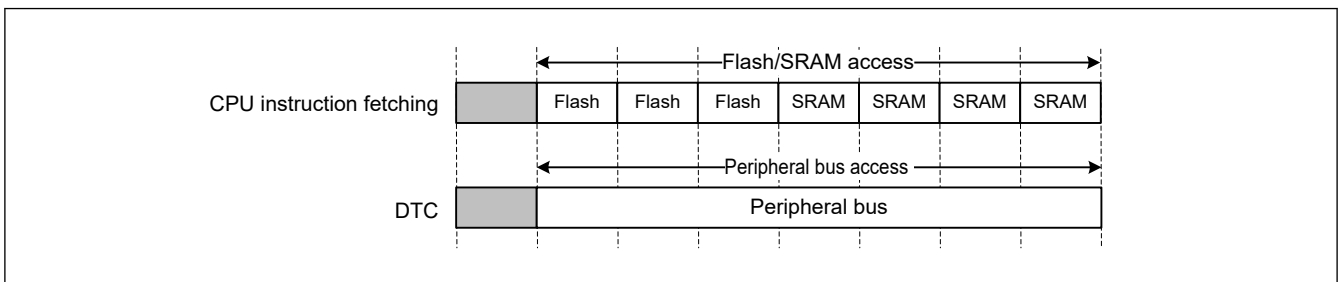 Flash/SRAM access
CPU instruction fetching Flash Flash Flash SRAM SRAM SRAM SRAM
Peripheral bus access
DTC Peripheral bus